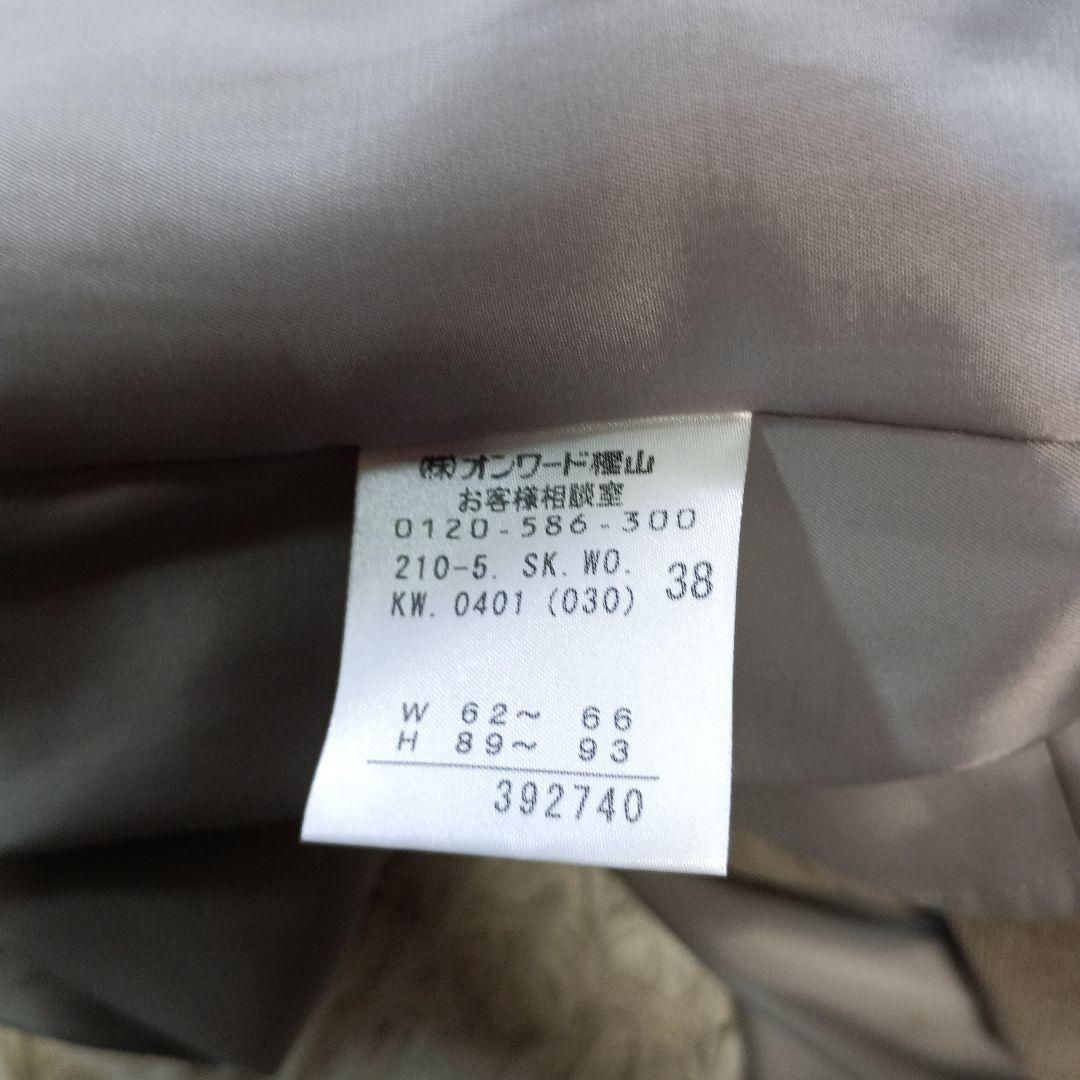 (株)オンワード樫山
お客様相談室
0120-586-300
210-5. SK. WO.
KW. 0401 (030) 38
W 62～ 66
H 89～ 93
392740